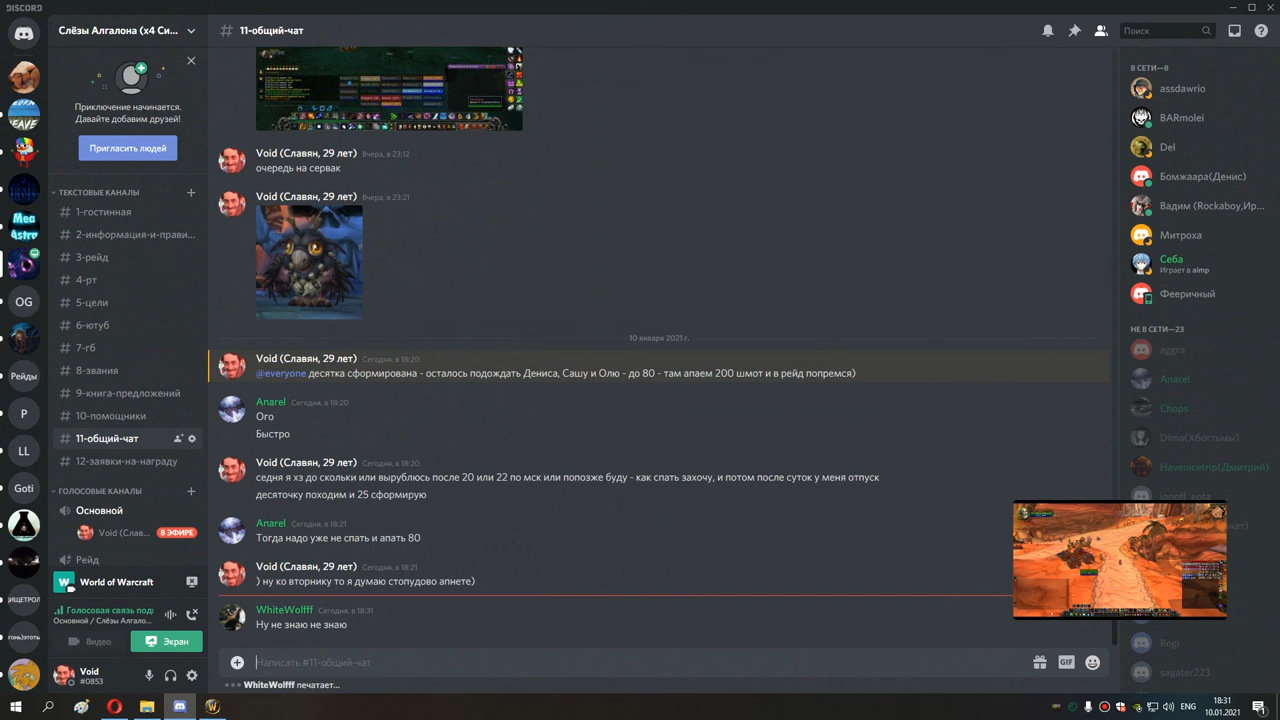 DISCORD
Слёзы Алгалона (x4 Си...
11-общий-чат
Поиск
Приключение начинается.
Давайте добавим друзей!
Пригласить людей
ТЕКСТОВЫЕ КАНАЛЫ
1-гостинная
2-информация-и-прави...
3-рейд
4-рт
5-цели
6-ютуб
7-гб
8-звания
9-книга-предложений
10-помощники
11-общий-чат
12-заявки-на-награду
ГОЛОСОВЫЕ КАНАЛЫ
Основной
Void (Слав... В ЭФИРЕ
Рейд
World of Warcraft
Голосовая связь под
Основной / Слёзы Алгало...
Видео
Экран
Void
#0853
EAVE
Mea
Astro
OG
Рейды
P
LL
Goti
Void (Славян, 29 лет) Вчера, в 23:12
очередь на сервак
Void (Славян, 29 лет) Вчера, в 23:21
10 января 2021 г.
Void (Славян, 29 лет) Сегодня, в 18:20
@everyone десятка сформирована - осталось подождать Дениса, Сашу и Олю - до 80 - там апаем 200 шмот и в рейд попремся)
Anarel Сегодня, в 18:20
Ого
Быстро
Void (Славян, 29 лет) Сегодня, в 18:20
седня я хз до скольки или вырублюсь после 20 или 22 по мск или попозже буду - как спать захочу, и потом после суток у меня отпуск
десяточку походим и 25 сформирую
Anarel Сегодня, в 18:21
Тогда надо уже не спать и апать 80
Void (Славян, 29 лет) Сегодня, в 18:21
) ну ко вторнику то я думаю стопудово апнете)
WhiteWolfff Сегодня, в 18:31
Ну не знаю не знаю
Написать #11-общий-чат
GIF
WhiteWolfff печатает...
В СЕТИ—8
assdawrio
BARmolei
Del
Бомжаара(Денис)
Вадим (Rockaboy,Ир...
Митроха
Себа
Играет в aimp
Фееричный
НЕ В СЕТИ—23
aggra
Anarel
Chops
Dima(Хбогтьмы)
HavenIcetrip(Дмитрий)
Rogi
sagater223
ENG
18:31
10.01.2021